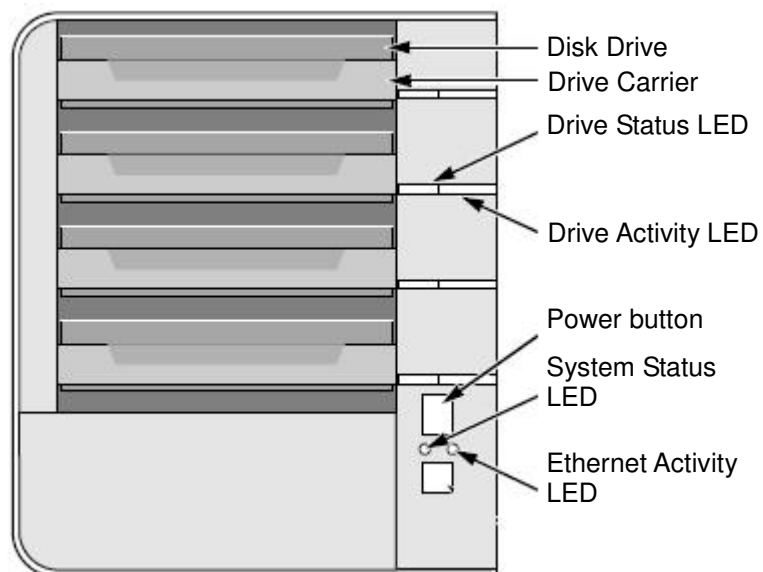 Disk Drive
Drive Carrier
Drive Status LED
Drive Activity LED
Power button
System Status
LED
Ethernet Activity
LED